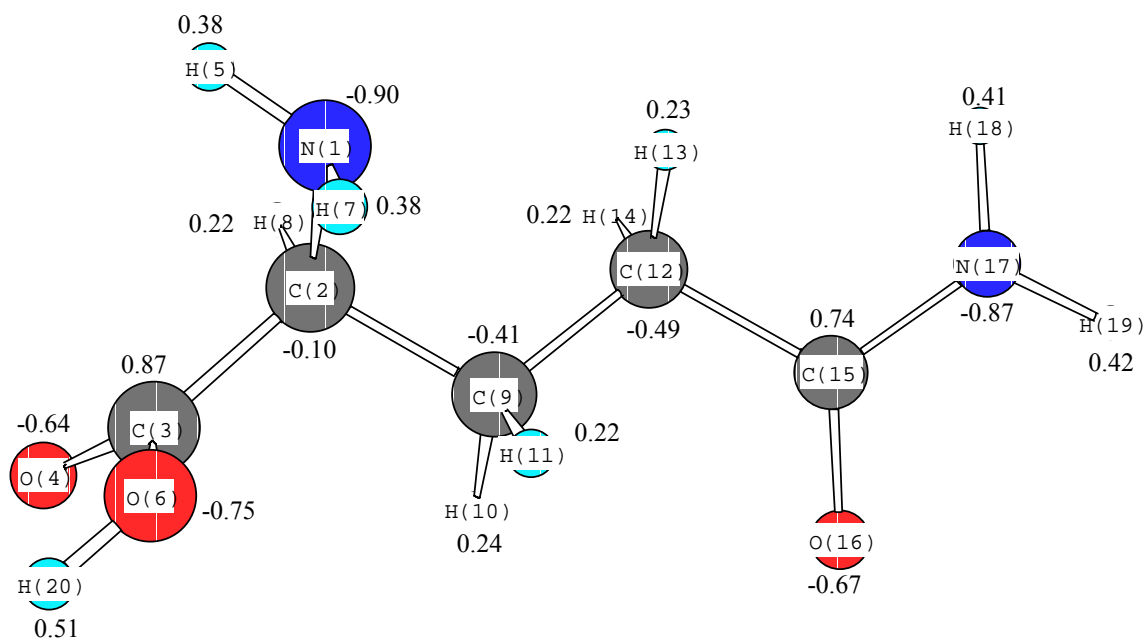 0.38
H(5)
-0.90
N(1)
0.41
H(18)
0.23
H(13)
0.22
H(8)
H(7)
0.38
0.22
H(14)
C(12)
N(17)
C(2)
-0.10
-0.41
-0.49
0.74
-0.87
H(19)
0.42
0.87
C(3)
C(9)
C(15)
-0.64
O(4)
O(6)
-0.75
H(11)
0.22
H(10)
0.24
O(16)
-0.67
H(20)
0.51